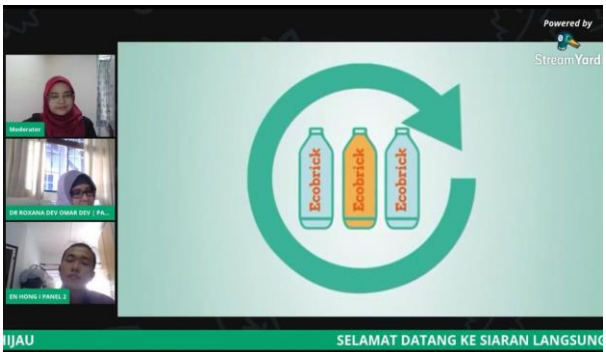 Powered by
StreamYard
Moderator
DR ROXANA DEV OMAR DEV | PA...
EN HONG I PANEL 2
Ecobrick
Ecobrick
Ecobrick
HIJAU
SELAMAT DATANG KE SIARAN LANGSUNG